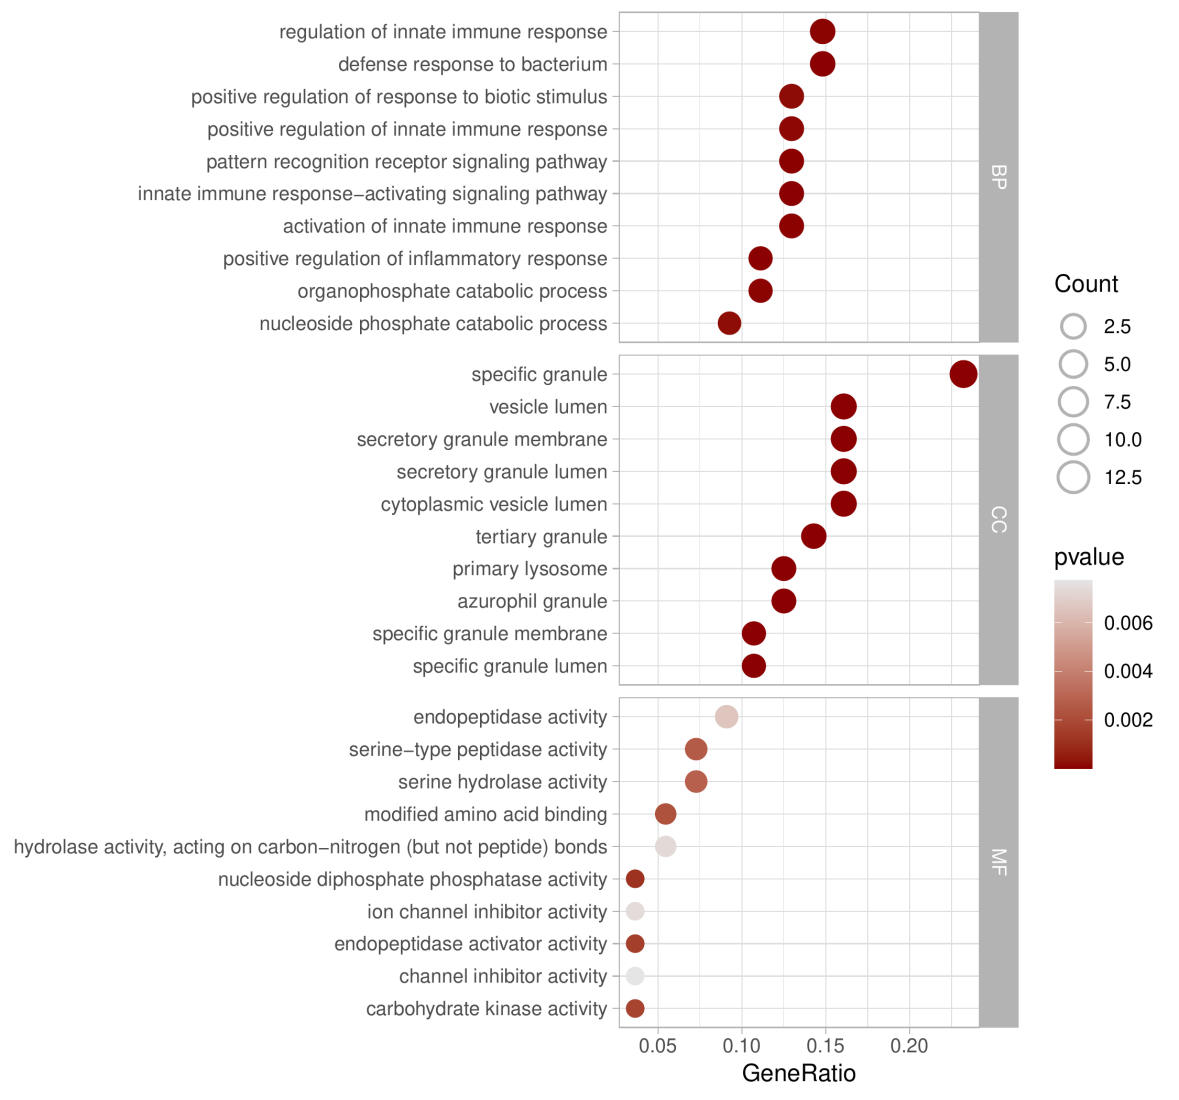 regulation of innate immune response
defense response to bacterium
positive regulation of response to biotic stimulus
positive regulation of innate immune response
pattern recognition receptor signaling pathway
innate immune response−activating signaling pathway
activation of innate immune response
positive regulation of inflammatory response
organophosphate catabolic process
nucleoside phosphate catabolic process
BP
specific granule
vesicle lumen
secretory granule membrane
secretory granule lumen
cytoplasmic vesicle lumen
tertiary granule
primary lysosome
azurophil granule
specific granule membrane
specific granule lumen
CC
endopeptidase activity
serine−type peptidase activity
serine hydrolase activity
modified amino acid binding
hydrolase activity, acting on carbon−nitrogen (but not peptide) bonds
nucleoside diphosphate phosphatase activity
ion channel inhibitor activity
endopeptidase activator activity
channel inhibitor activity
carbohydrate kinase activity
MF
0.05 0.10 0.15 0.20
GeneRatio
Count
2.5
5.0
7.5
10.0
12.5
pvalue
0.006
0.004
0.002